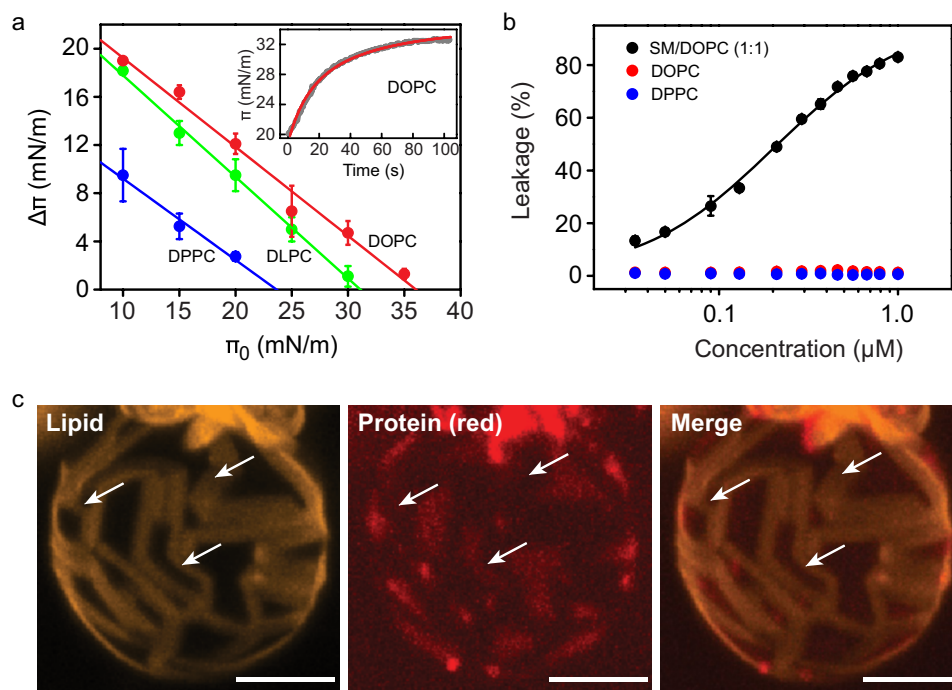 a
20
16
12
8
4
0
Δπ (mN/m)
10 15 20 25 30 35 40
π₀ (mN/m)
DPPC
DLPC
DOPC
32
28
24
20
π (mN/m)
0 20 40 60 80 100
Time (s)
DOPC
b
80
60
40
20
0
Leakage (%)
SM/DOPC (1:1)
DOPC
DPPC
0.1 1.0
Concentration (µM)
c
Lipid
Protein (red)
Merge